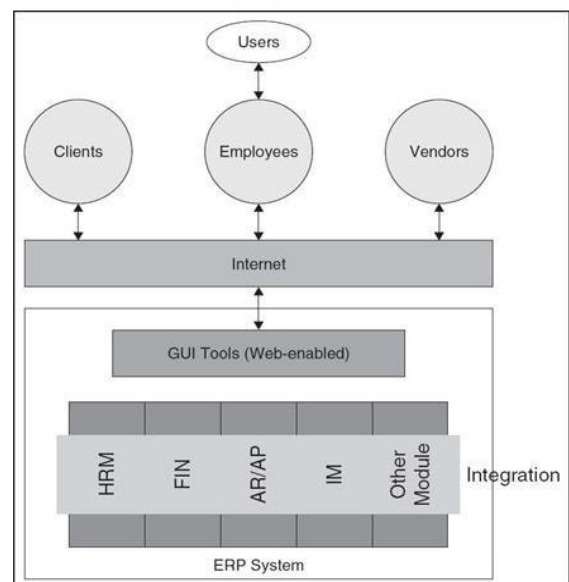 Users
Clients
Employees
Vendors
Internet
GUI Tools (Web-enabled)
HRM
FIN
AR/AP
IM
Other
Module
Integration
ERP System